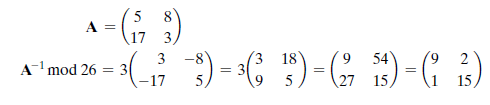 A = (5 8
17 3)
A⁻¹ mod 26 = 3(3 −8
−17 5) = 3(3 18
9 5) = (9 54
27 15) = (9 2
1 15)